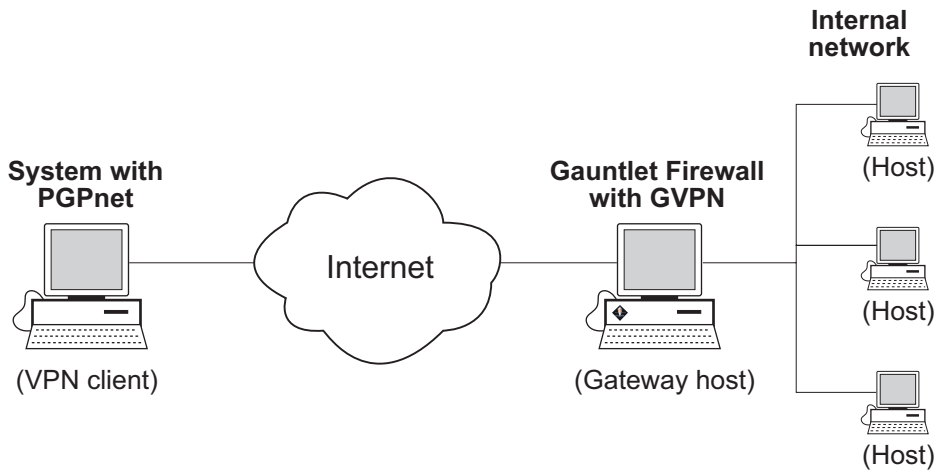 Internal
network
(Host)
System with
PGPnet
Gauntlet Firewall
with GVPN
Internet
(Host)
(VPN client)
(Gateway host)
(Host)